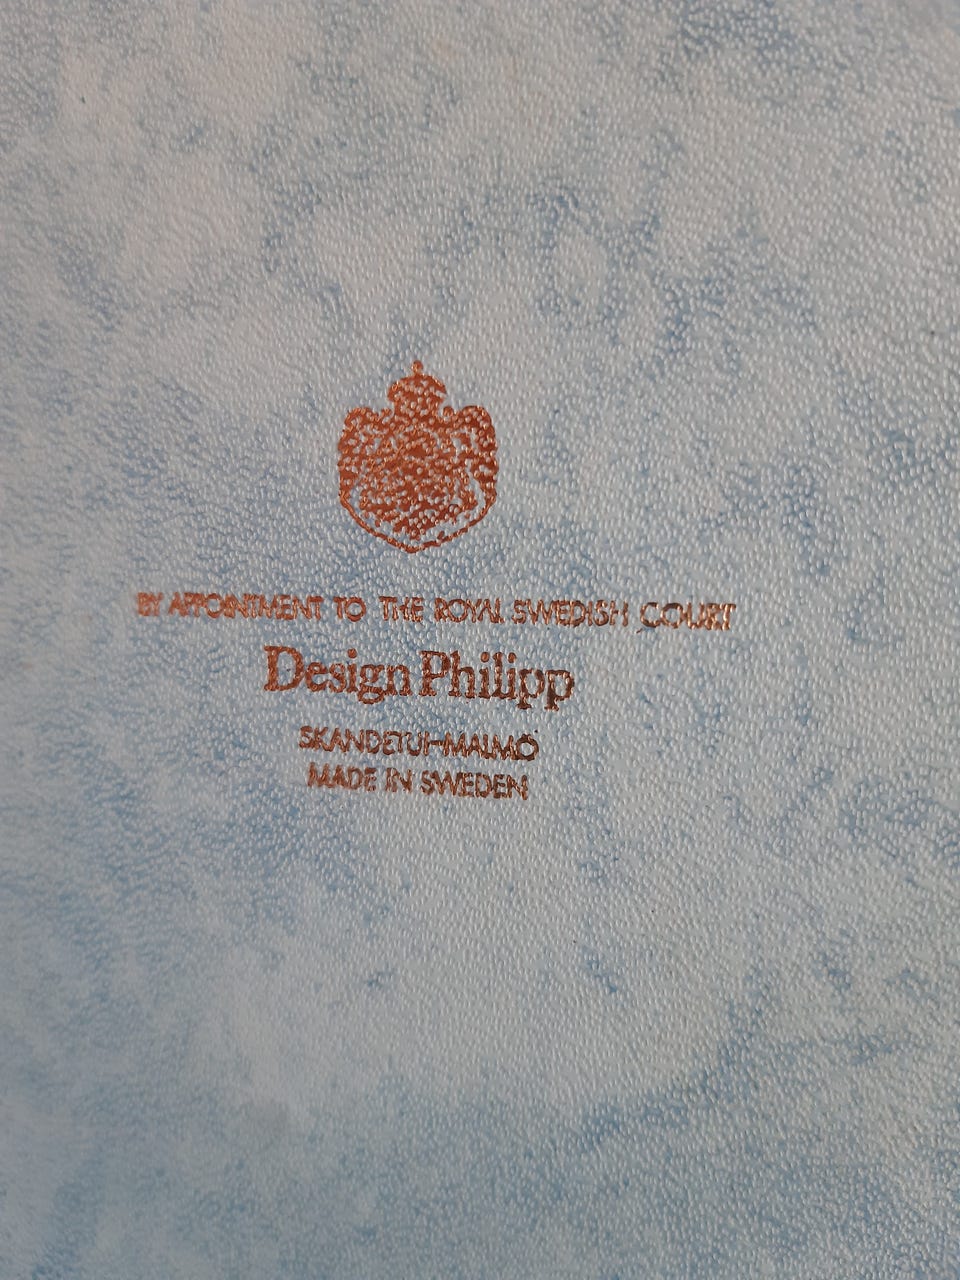 BY APPOINTMENT TO THE ROYAL SWEDISH COURT
Design Philipp
SKANDETUI-MALMÖ
MADE IN SWEDEN